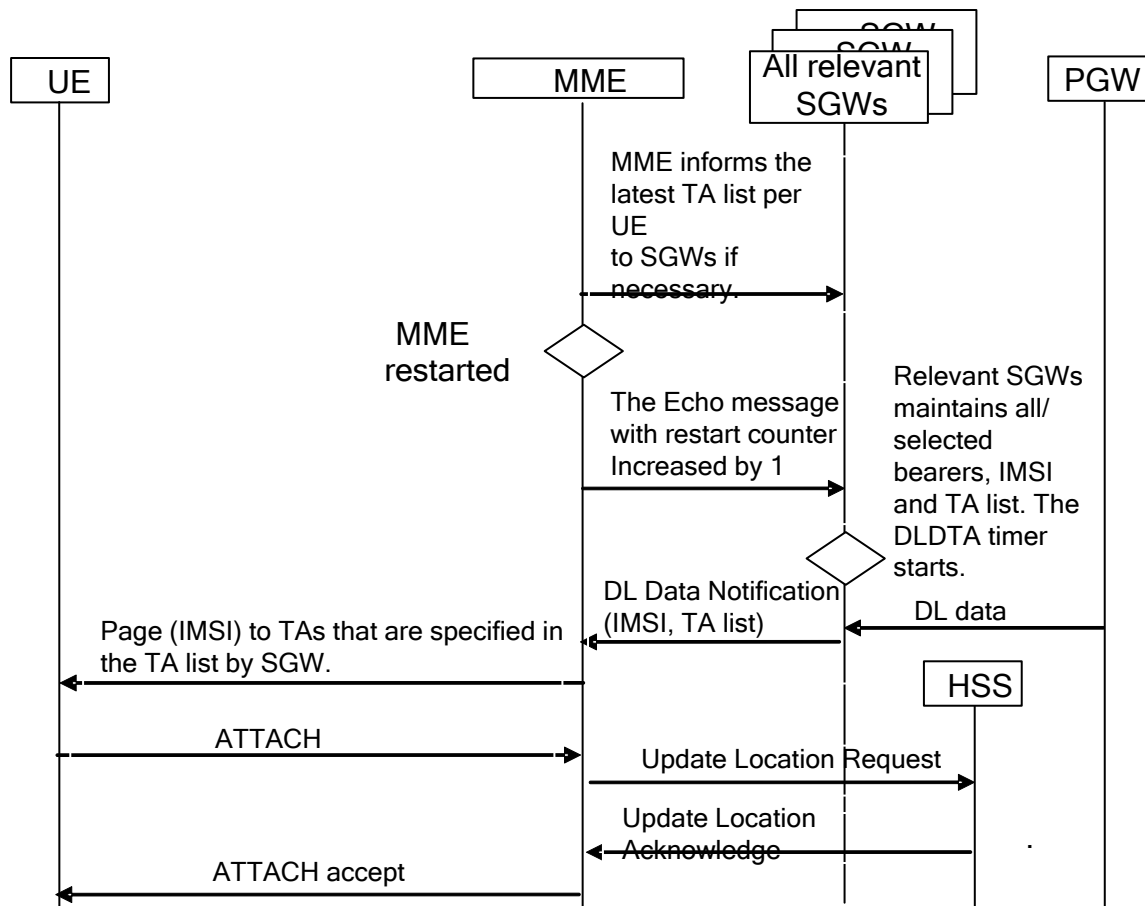 SGW
SGW
UE
MME
All relevant
SGWs
PGW
MME informs the
latest TA list per
UE
to SGWs if
necessary.
MME
restarted
The Echo message
with restart counter
Increased by 1
Relevant SGWs
maintains all/
selected
bearers, IMSI
and TA list. The
DLDTA timer
starts.
DL Data Notification
(IMSI, TA list)
DL data
Page (IMSI) to TAs that are specified in
the TA list by SGW.
HSS
ATTACH
Update Location Request
Update Location
Acknowledge
.
ATTACH accept